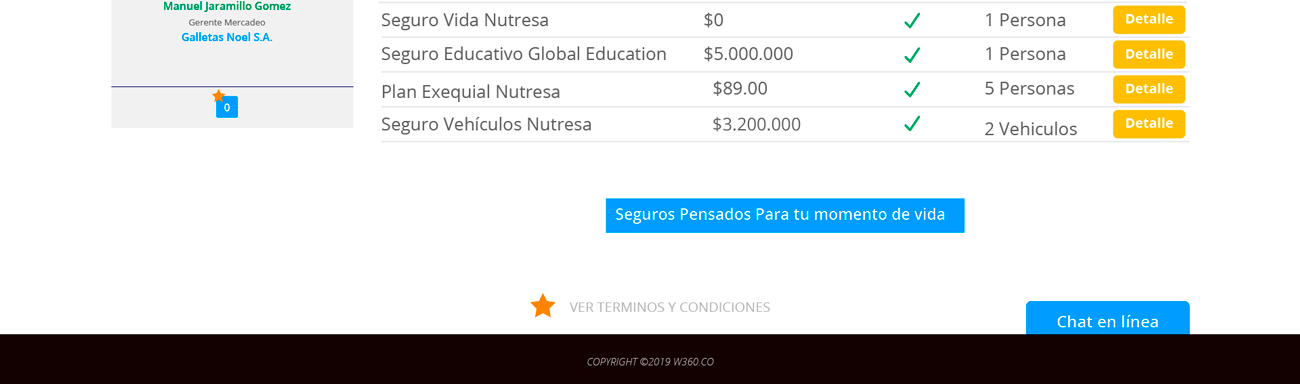 Manuel Jaramillo Gomez
Gerente Mercadeo
Galletas Noel S.A.
0
Seguro Vida Nutresa $0 1 Persona Detalle
Seguro Educativo Global Education $5.000.000 1 Persona Detalle
Plan Exequial Nutresa $89.00 5 Personas Detalle
Seguro Vehículos Nutresa $3.200.000 2 Vehiculos Detalle
Seguros Pensados Para tu momento de vida
VER TERMINOS Y CONDICIONES
Chat en línea
COPYRIGHT ©2019 W360.CO